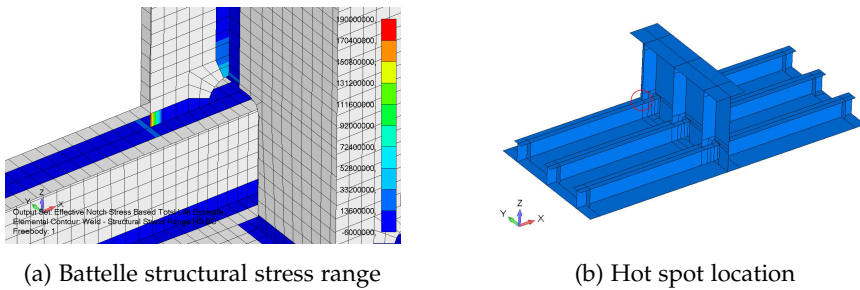 190000000
170400000
150800000
131200000
111600000
92000000
72400000
52800000
33200000
13600000
-6000000
Z
Y
X
Output Set: Effective Notch Stress Based Total
Elemental Contour: Weld - Structural Stress
Freebody: 1
Z
Y
X
(a) Battelle structural stress range
(b) Hot spot location